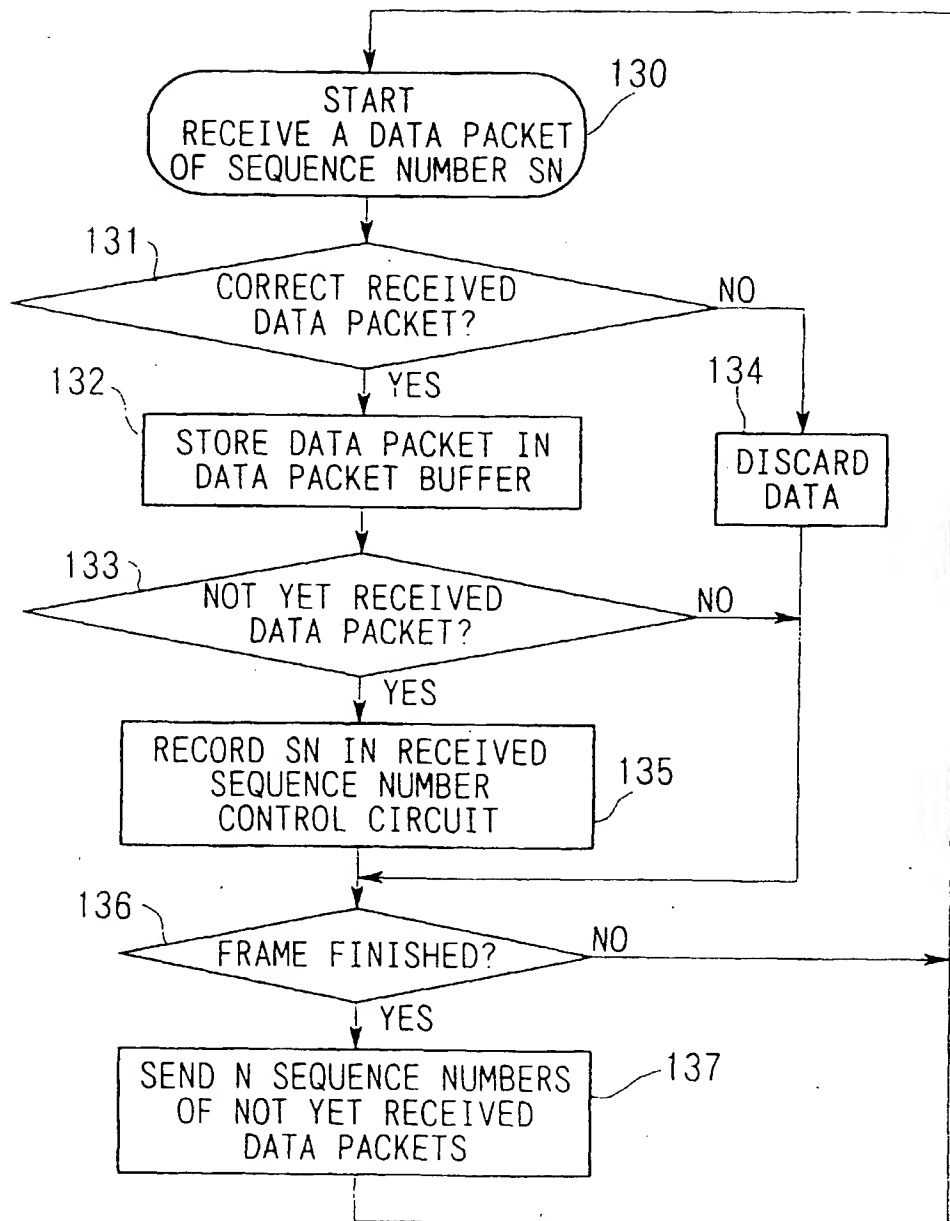 130
START
RECEIVE A DATA PACKET
OF SEQUENCE NUMBER SN
131
CORRECT RECEIVED
DATA PACKET?
NO
YES
132
134
STORE DATA PACKET IN
DATA PACKET BUFFER
DISCARD
DATA
133
NOT YET RECEIVED
DATA PACKET?
NO
YES
RECORD SN IN RECEIVED
SEQUENCE NUMBER
CONTROL CIRCUIT
135
136
FRAME FINISHED?
NO
YES
SEND N SEQUENCE NUMBERS
OF NOT YET RECEIVED
DATA PACKETS
137